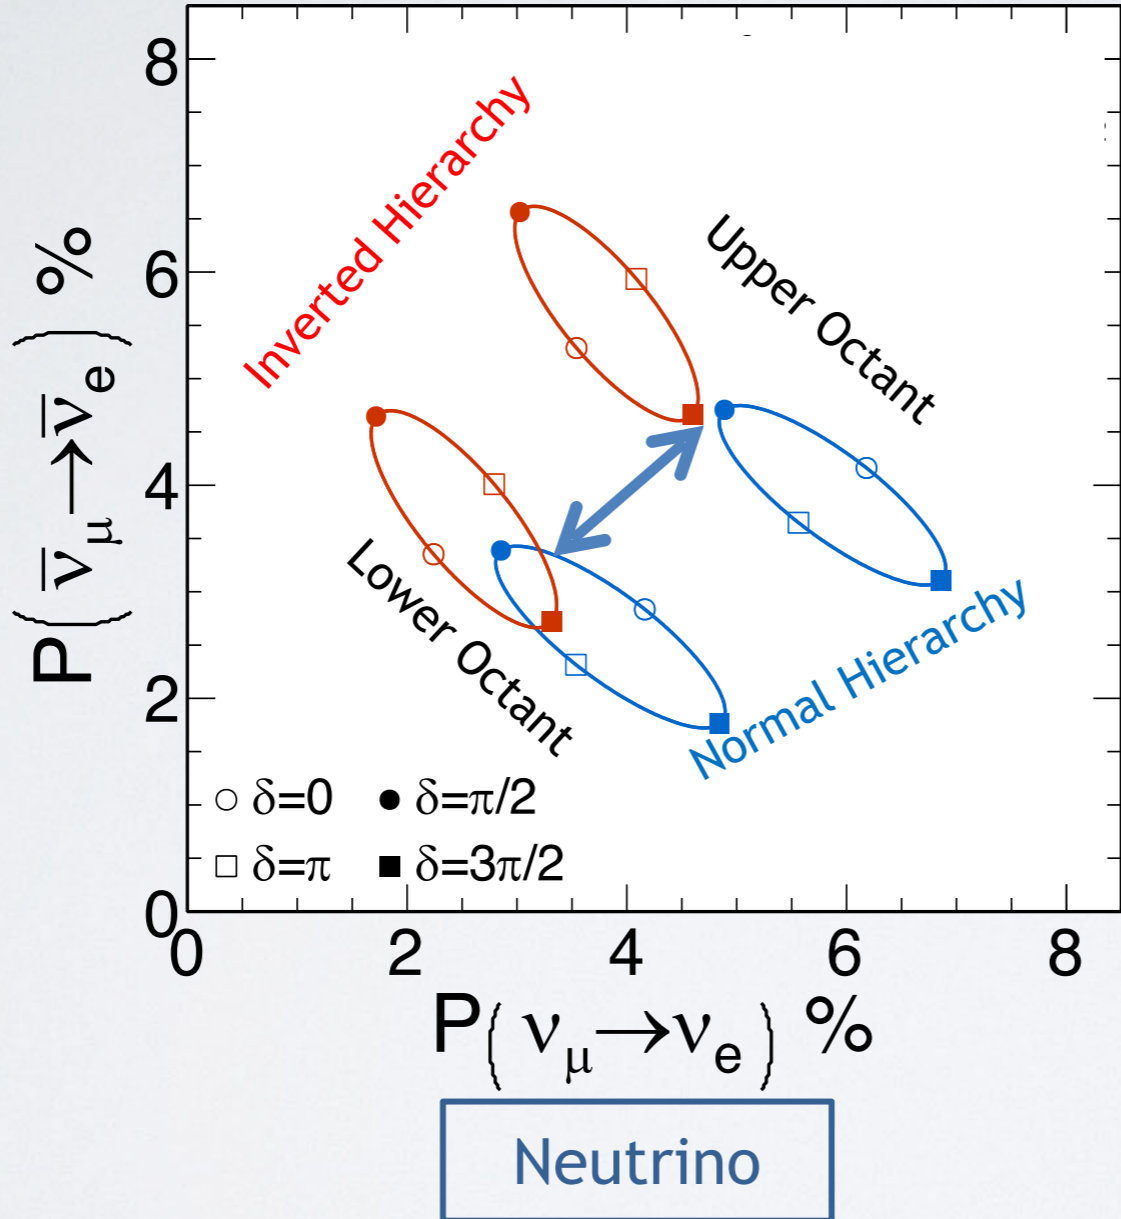 8
6
4
2
0
P(ν̅μ→ν̅e) %
Inverted Hierarchy
Upper Octant
Lower Octant
Normal Hierarchy
○ δ=0 ● δ=π/2
□ δ=π ■ δ=3π/2
0 2 4 6 8
P(νμ→νe) %
Neutrino